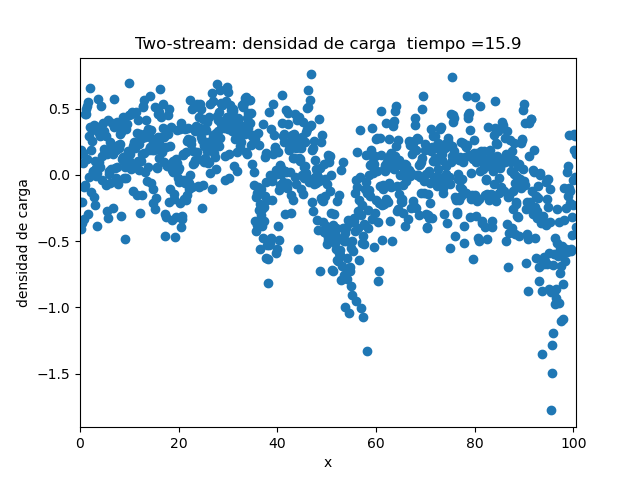 Two-stream: densidad de carga  tiempo =15.9
densidad de carga
0.5
0.0
−0.5
−1.0
−1.5
0 20 40 60 80 100
x